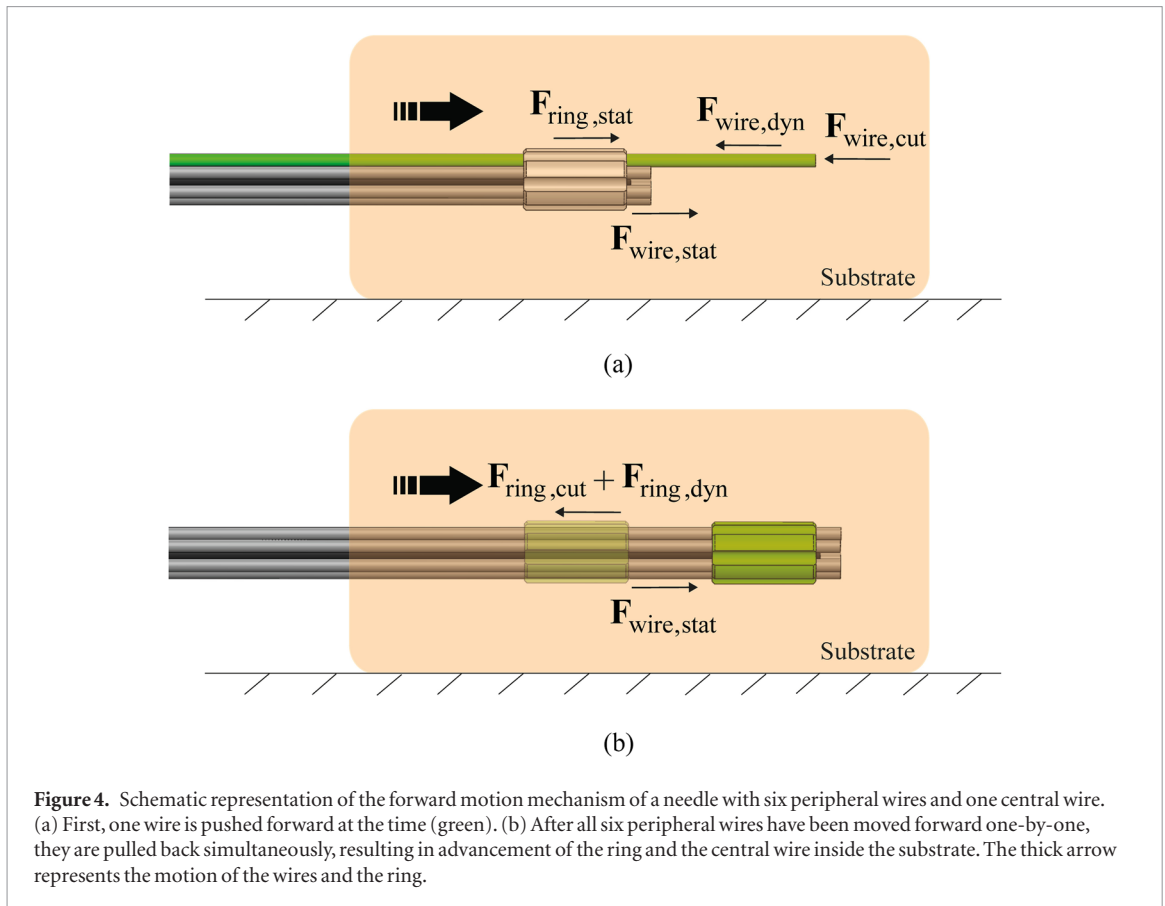 F_ring,stat
F_wire,dyn
F_wire,cut
F_wire,stat
Substrate
(a)
F_ring,cut + F_ring,dyn
F_wire,stat
Substrate
(b)
Figure 4. Schematic representation of the forward motion mechanism of a needle with six peripheral wires and one central wire.
(a) First, one wire is pushed forward at the time (green). (b) After all six peripheral wires have been moved forward one-by-one,
they are pulled back simultaneously, resulting in advancement of the ring and the central wire inside the substrate. The thick arrow
represents the motion of the wires and the ring.